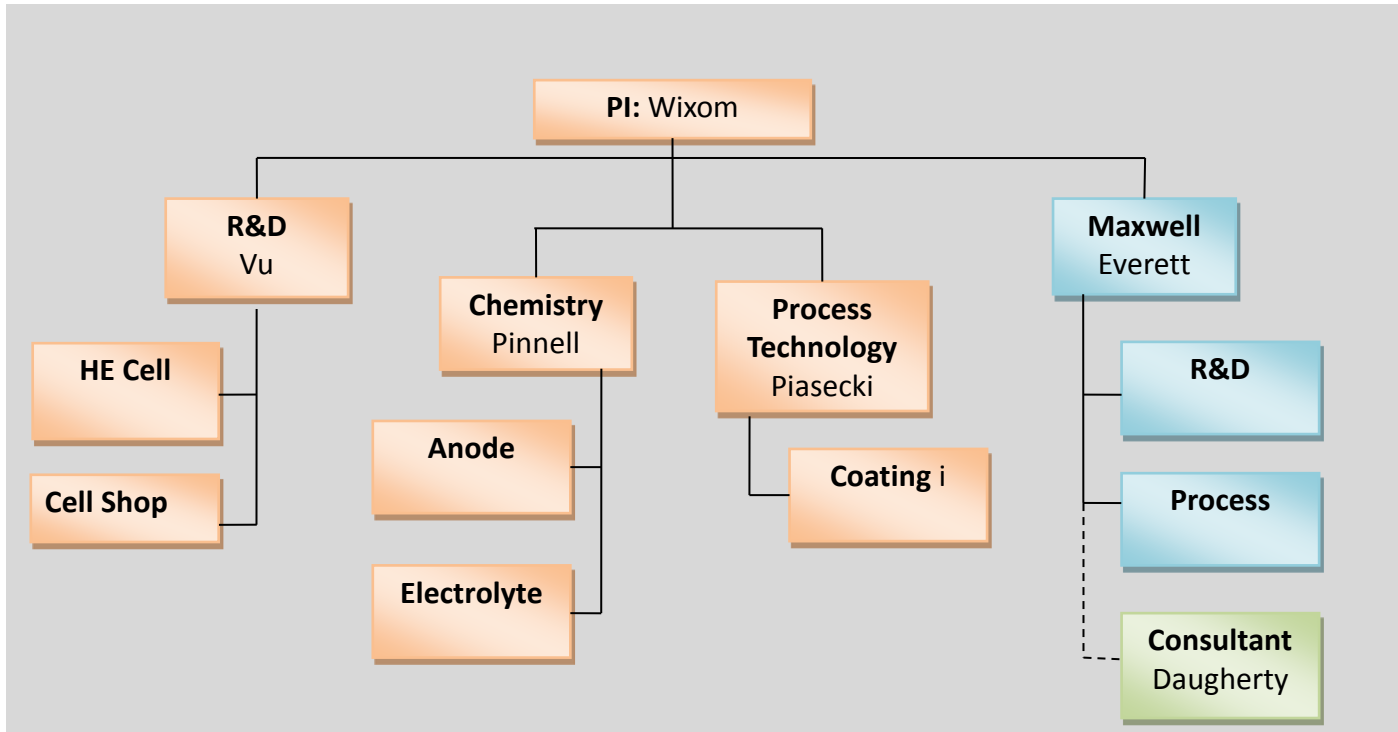 PI: Wixom
R&D
Vu
HE Cell
Cell Shop
Chemistry
Pinnell
Anode
Electrolyte
Process
Technology
Piasecki
Coating i
Maxwell
Everett
R&D
Process
Consultant
Daugherty